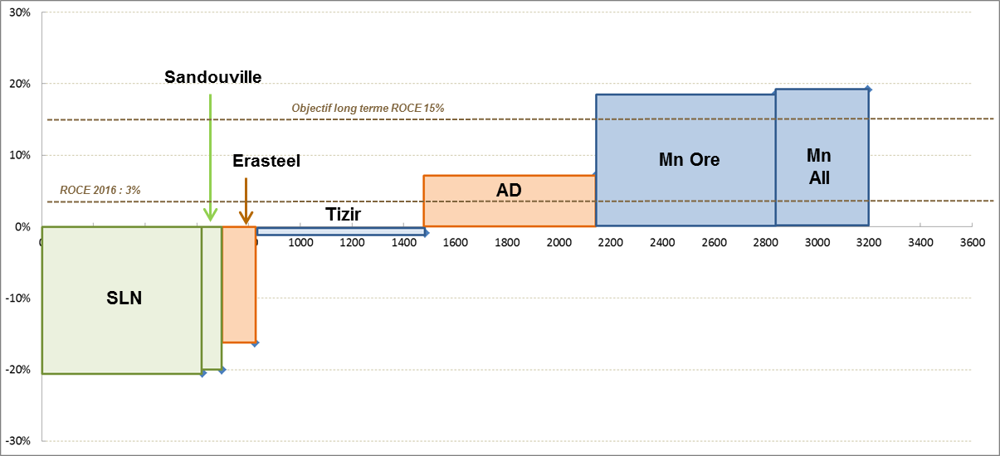 30%
20%
Sandouville
Objectif long terme ROCE 15%
10%
Erasteel
Mn Ore
Mn
All
ROCE 2016 : 3%
AD
Tizir
0%
1000 1200 1400 1600 1800 2000 2200 2400 2600 2800 3000 3200 3400 3600
-10%
SLN
-20%
-30%